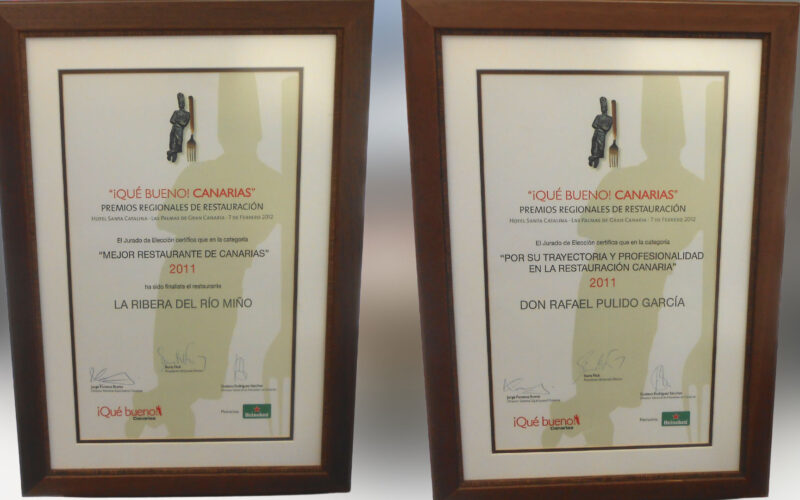 "¡QUÉ BUENO! CANARIAS"
PREMIOS REGIONALES DE RESTAURACIÓN
HOTEL SANTA CATALINA - LAS PALMAS DE GRAN CANARIA - 7 DE FEBRERO 2012
El Jurado de Elección certifica que en la categoría
"MEJOR RESTAURANTE DE CANARIAS"
2011
ha sido finalista el restaurante
LA RIBERA DEL RÍO MIÑO
¡Qué bueno!
Canarias
Patrocina:
Heineken
"¡QUÉ BUENO! CANARIAS"
PREMIOS REGIONALES DE RESTAURACIÓN
HOTEL SANTA CATALINA - LAS PALMAS DE GRAN CANARIA - 7 DE FEBRERO 2012
El Jurado de Elección certifica que en la categoría
"POR SU TRAYECTORIA Y PROFESIONALIDAD
EN LA RESTAURACIÓN CANARIA"
2011
DON RAFAEL PULIDO GARCÍA
¡Qué bueno!
Canarias
Patrocina:
Heineken